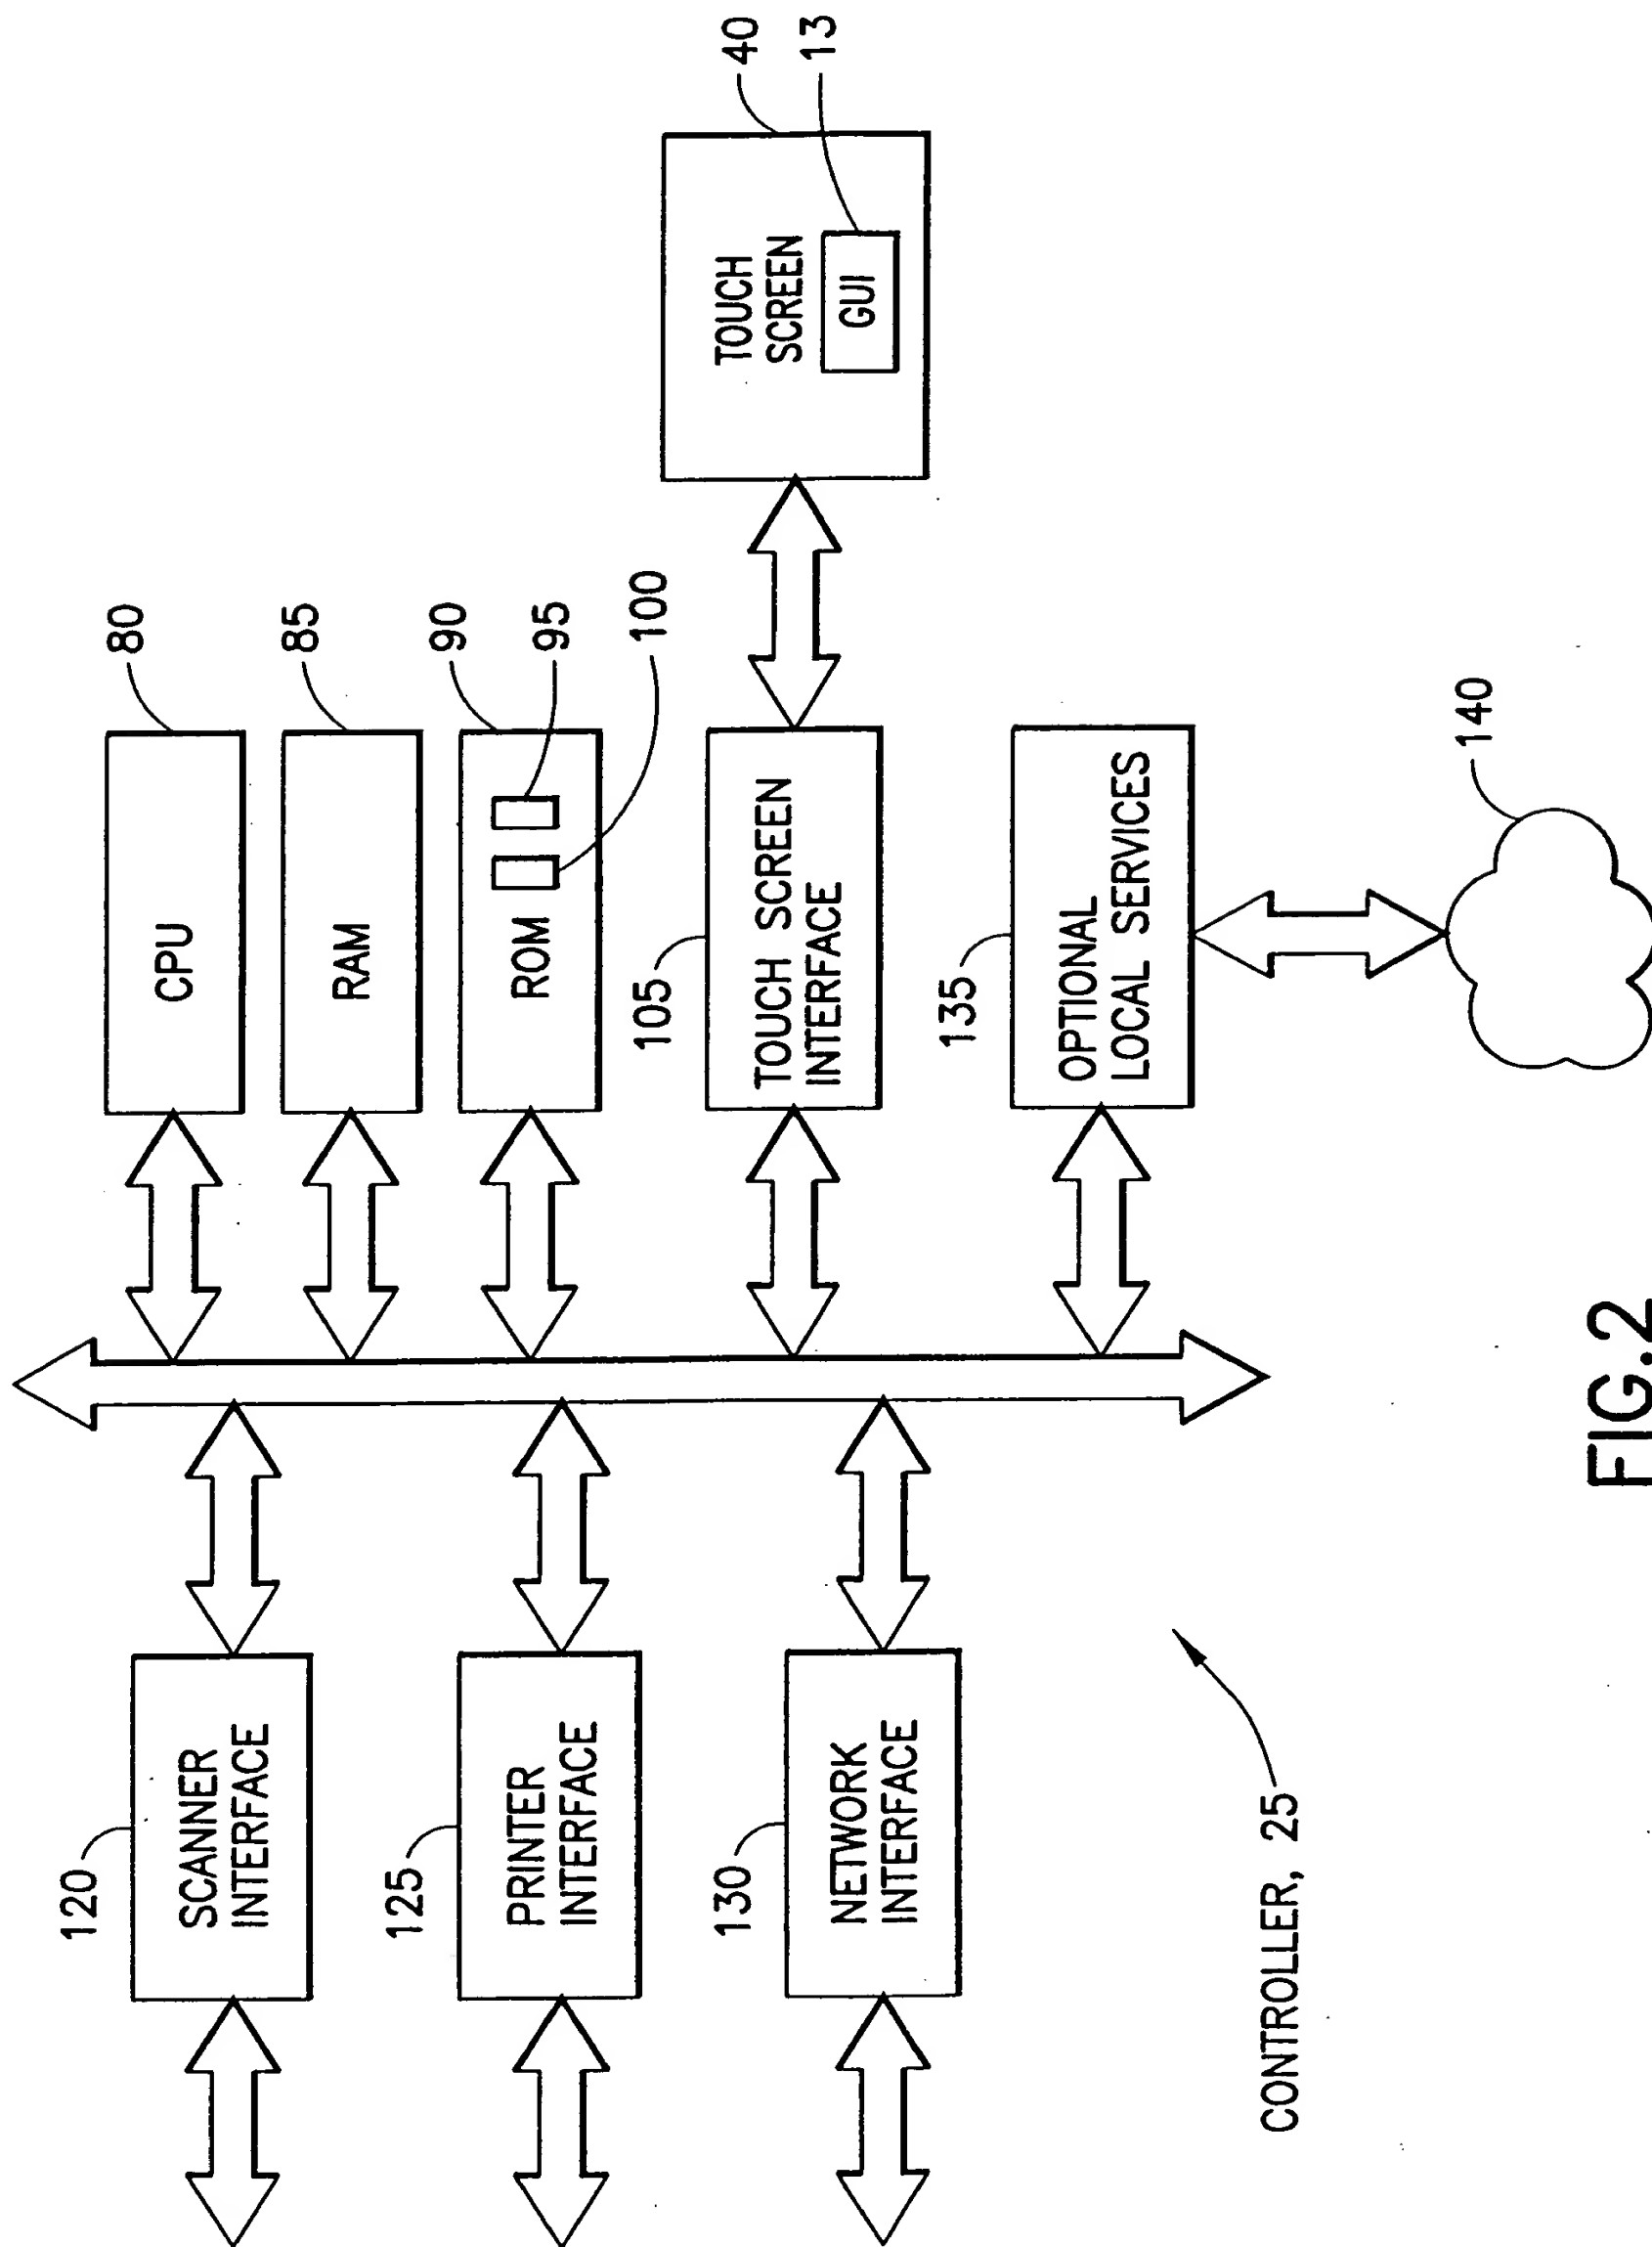 80
CPU
85
RAM
90
95
100
ROM
105
TOUCH SCREEN
INTERFACE
40
13
TOUCH
SCREEN
GUI
135
OPTIONAL
LOCAL SERVICES
140
120
SCANNER
INTERFACE
125
PRINTER
INTERFACE
130
NETWORK
INTERFACE
CONTROLLER, 25
FIG.2